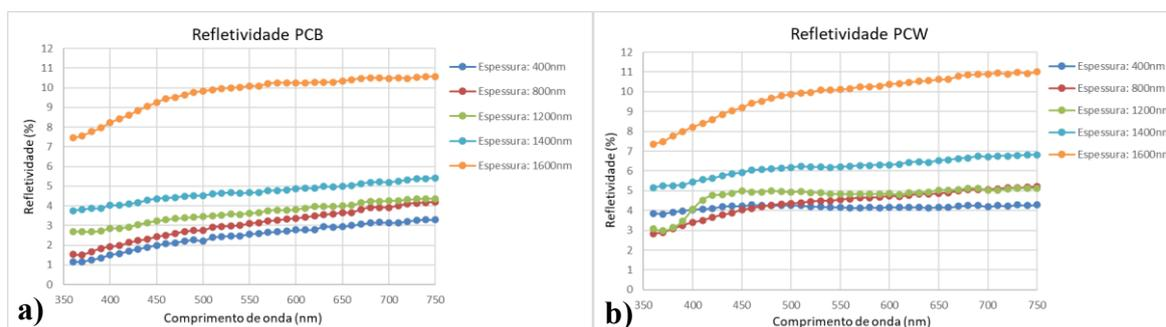 Refletividade PCB
12
11
10
9
8
7
6
5
4
3
2
1
0
Refletividade (%)
350 400 450 500 550 600 650 700 750
Comprimento de onda (nm)
Espessura: 400nm
Espessura: 800nm
Espessura: 1200nm
Espessura: 1400nm
Espessura: 1600nm
a)
Refletividade PCW
12
11
10
9
8
7
6
5
4
3
2
1
0
Refletividade (%)
350 400 450 500 550 600 650 700 750
Comprimento de onda (nm)
Espessura: 400nm
Espessura: 800nm
Espessura: 1200nm
Espessura: 1400nm
Espessura: 1600nm
b)